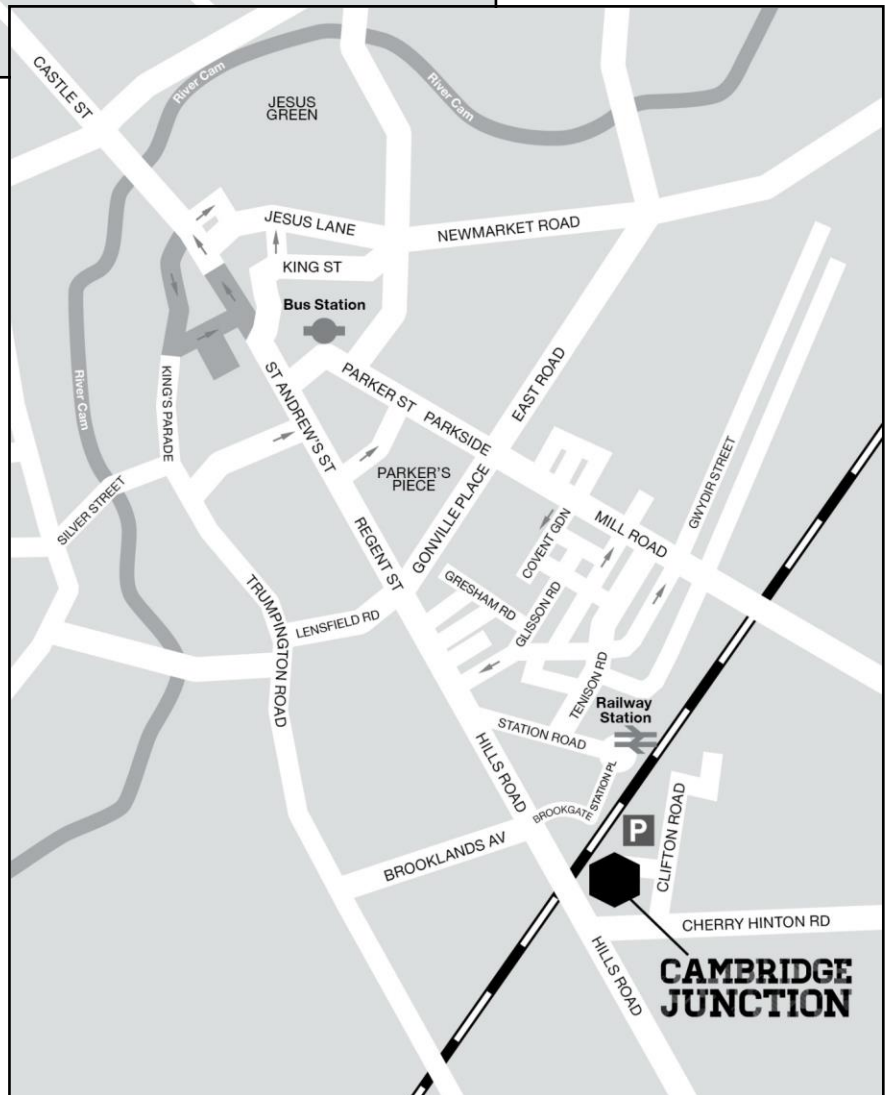 CASTLE ST
River Cam
River Cam
JESUS
GREEN
JESUS LANE
NEWMARKET ROAD
KING ST
Bus Station
River Cam
KING'S PARADE
ST ANDREW'S ST
PARKER ST
PARKSIDE
EAST ROAD
PARKER'S
PIECE
GONVILLE PLACE
SILVER STREET
REGENT ST
COVENT GDN
MILL ROAD
GWYDIR STREET
TRUMPINGTON ROAD
LENSFIELD RD
GRESHAM RD
GLISSON RD
TENISON RD
Railway
Station
STATION ROAD
HILLS ROAD
BROOKGATE
STATION PL
P
CLIFTON ROAD
BROOKLANDS AV
CHERRY HINTON RD
HILLS ROAD
CAMBRIDGE
JUNCTION